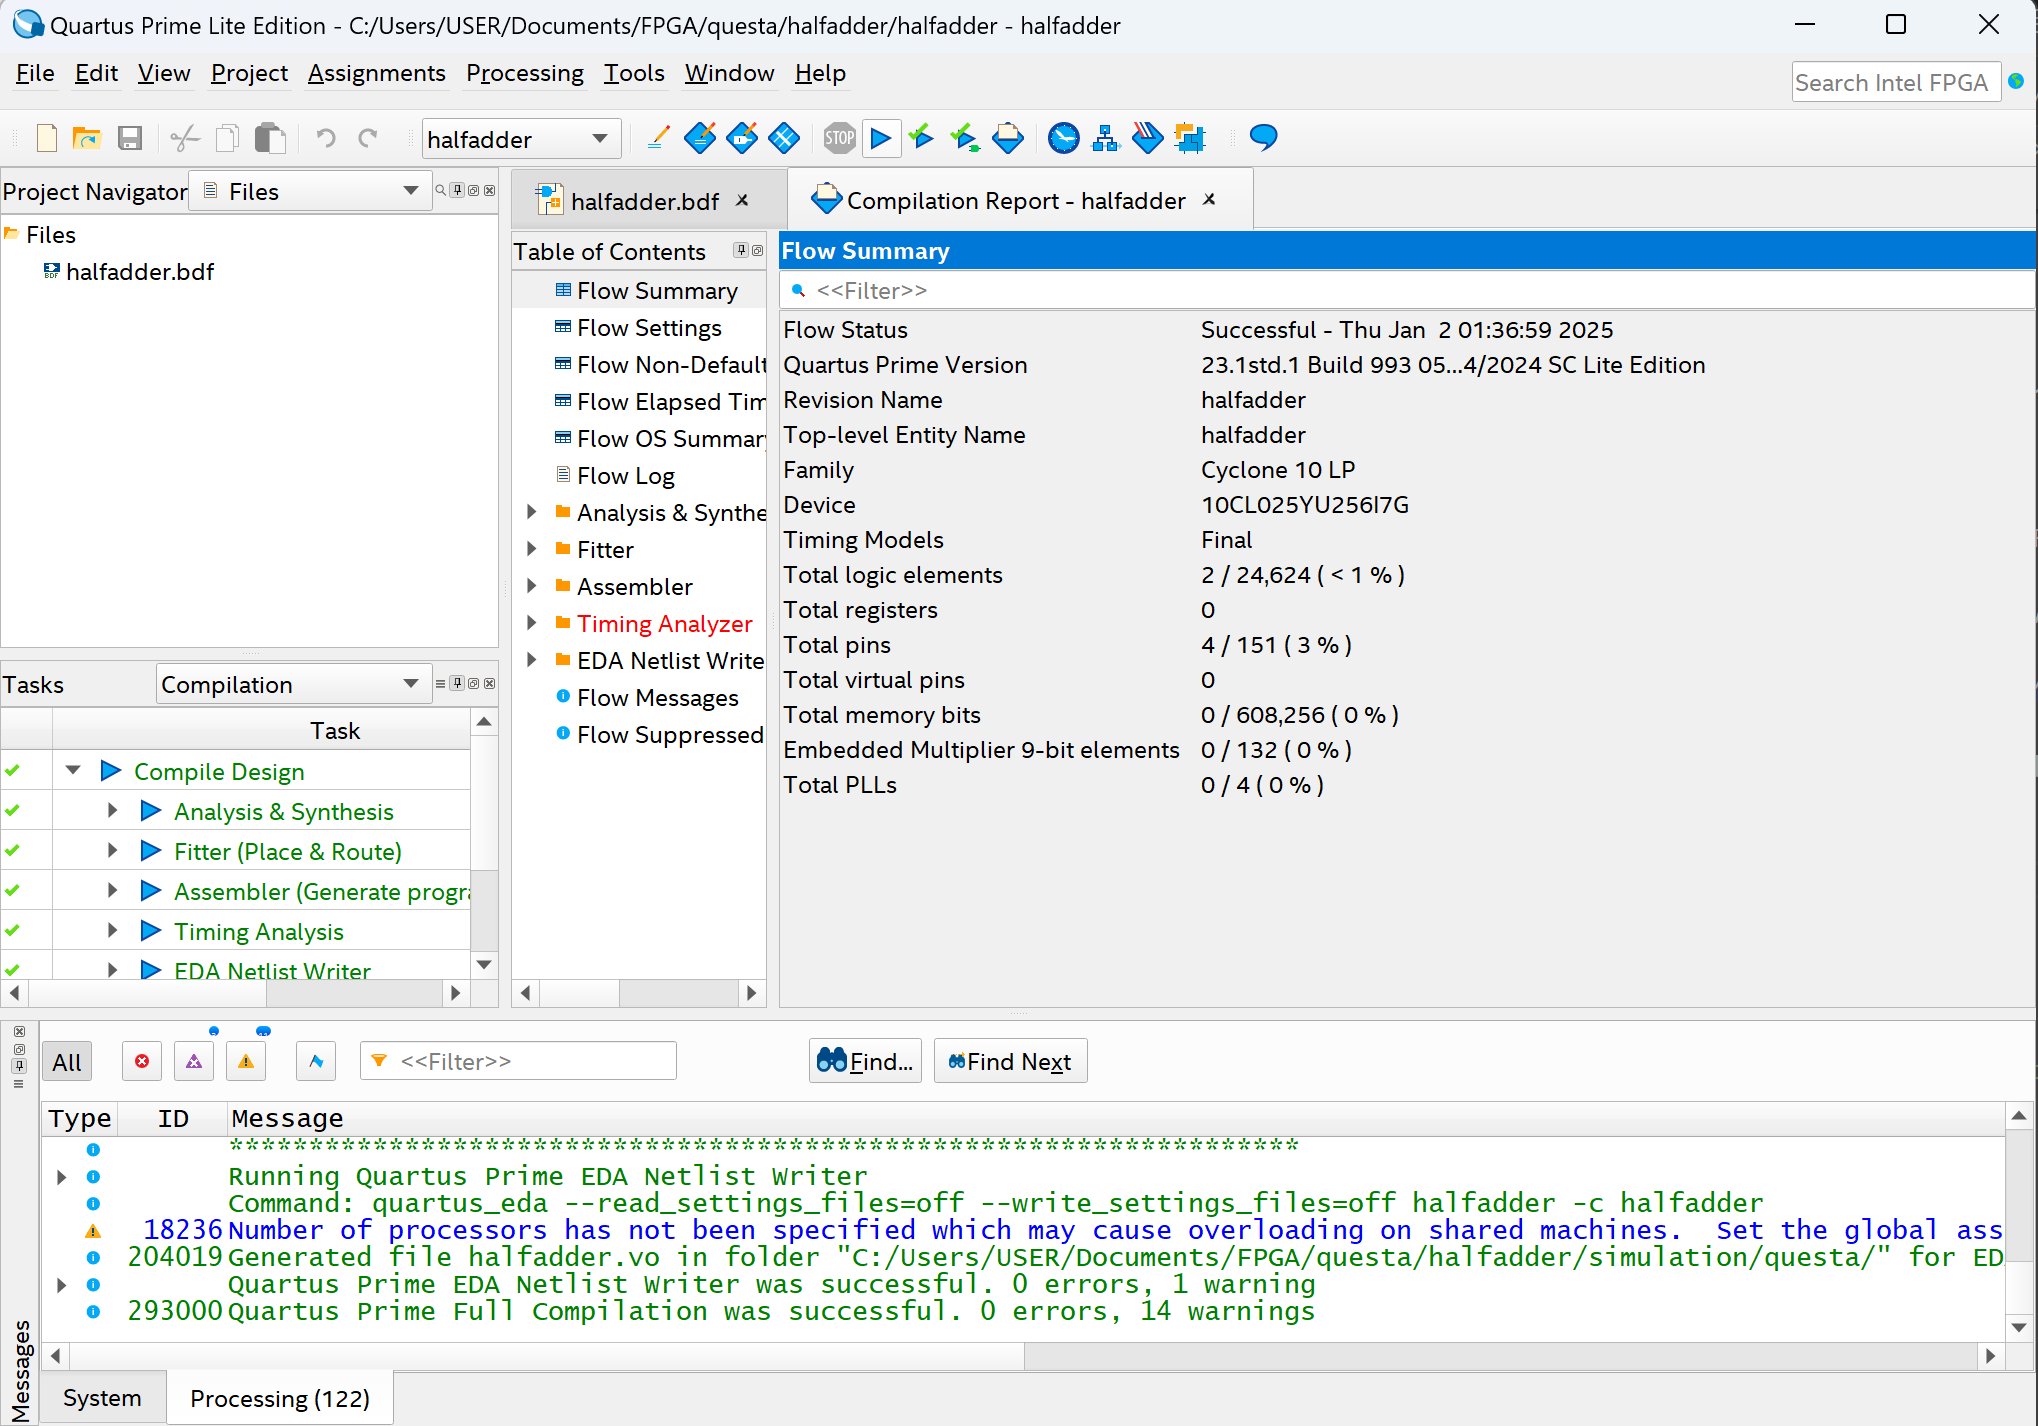 Quartus Prime Lite Edition - C:/Users/USER/Documents/FPGA/questa/halfadder/halfadder - halfadder
File Edit View Project Assignments Processing Tools Window Help
Search Intel FPGA
halfadder
STOP
Project Navigator Files
Files
halfadder.bdf
Tasks Compilation
Task
Compile Design
Analysis & Synthesis
Fitter (Place & Route)
Assembler (Generate progra
Timing Analysis
EDA Netlist Writer
halfadder.bdf
Compilation Report - halfadder
Table of Contents
Flow Summary
Flow Settings
Flow Non-Default
Flow Elapsed Tim
Flow OS Summary
Flow Log
Analysis & Synthe
Fitter
Assembler
Timing Analyzer
EDA Netlist Write
Flow Messages
Flow Suppressed
Flow Summary
<<Filter>>
Flow Status Successful - Thu Jan  2 01:36:59 2025
Quartus Prime Version 23.1std.1 Build 993 05...4/2024 SC Lite Edition
Revision Name halfadder
Top-level Entity Name halfadder
Family Cyclone 10 LP
Device 10CL025YU256I7G
Timing Models Final
Total logic elements 2 / 24,624 ( < 1 % )
Total registers 0
Total pins 4 / 151 ( 3 % )
Total virtual pins 0
Total memory bits 0 / 608,256 ( 0 % )
Embedded Multiplier 9-bit elements 0 / 132 ( 0 % )
Total PLLs 0 / 4 ( 0 % )
All <<Filter>> Find... Find Next
Type ID Message
*******************************************************************
Running Quartus Prime EDA Netlist Writer
Command: quartus_eda --read_settings_files=off --write_settings_files=off halfadder -c halfadder
18236 Number of processors has not been specified which may cause overloading on shared machines.  Set the global ass
204019 Generated file halfadder.vo in folder "C:/Users/USER/Documents/FPGA/questa/halfadder/simulation/questa/" for ED
Quartus Prime EDA Netlist Writer was successful. 0 errors, 1 warning
293000 Quartus Prime Full Compilation was successful. 0 errors, 14 warnings
Messages
System Processing (122)